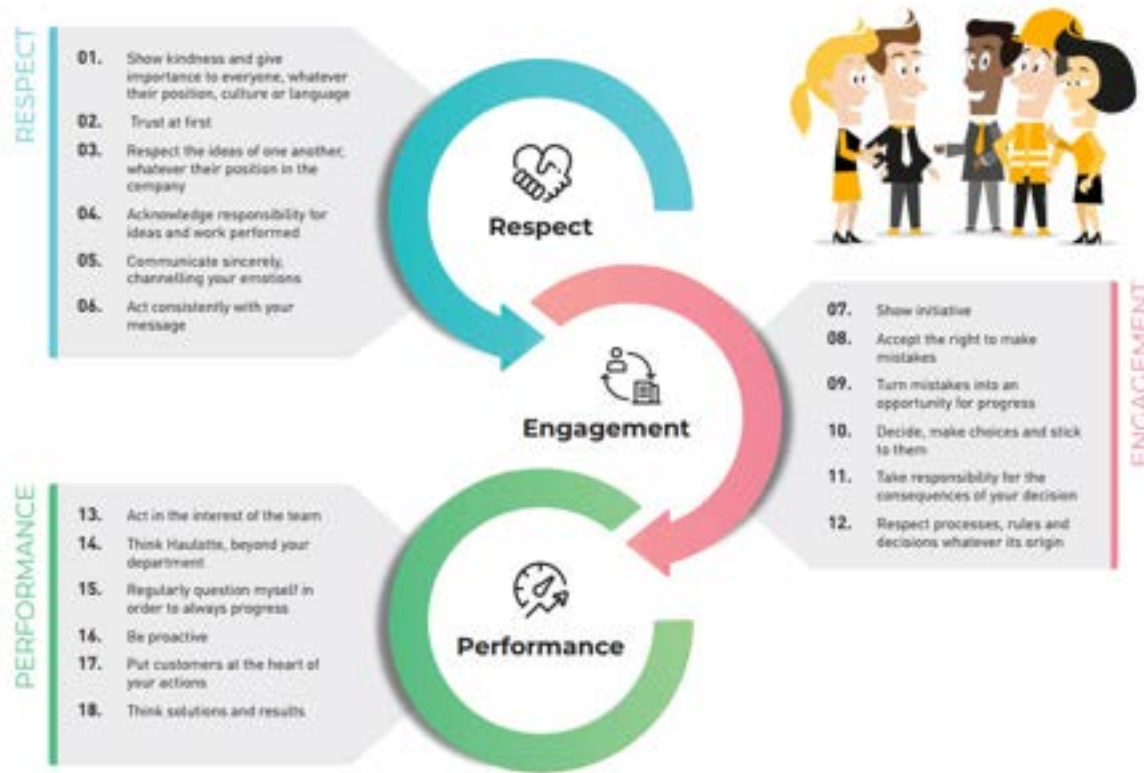 RESPECT
01. Show kindness and give
importance to everyone, whatever
their position, culture or language
02. Trust at first
03. Respect the ideas of one another,
whatever their position in the
company
04. Acknowledge responsibility for
ideas and work performed
05. Communicate sincerely,
channelling your emotions
06. Act consistently with your
message
Respect
ENGAGEMENT
07. Show initiative
08. Accept the right to make
mistakes
09. Turn mistakes into an
opportunity for progress
10. Decide, make choices and stick
to them
11. Take responsibility for the
consequences of your decision
12. Respect processes, rules and
decisions whatever its origin
Engagement
PERFORMANCE
13. Act in the interest of the team
14. Think Haulotte, beyond your
department
15. Regularly question myself in
order to always progress
16. Be proactive
17. Put customers at the heart of
your actions
18. Think solutions and results
Performance